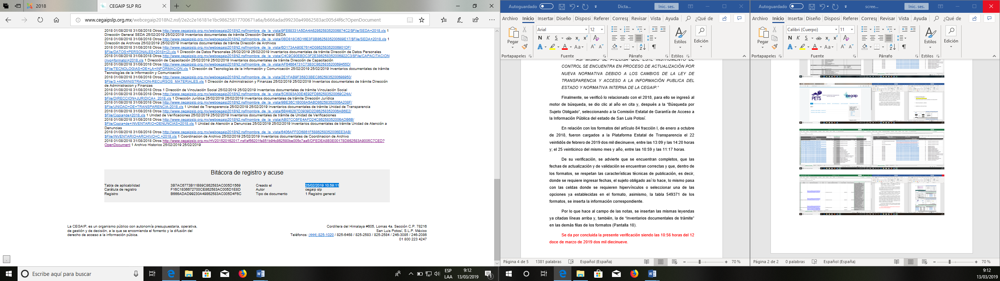 2018
CEGAIP SLP RG
www.cegaipslp.org.mx/webcegaip2018N2.nsf/2e2c2e16181e1bc98625817700671a6a/b666adad99230a49862583ac005d4f6c?OpenDocument
2018 01/08/2018 31/08/2018 Otros http://www.cegaipslp.org.mx/webcegaip2018N2.nsf/nombre_de_la_vista/9FE68331A5DA4A6286258352006874C2/$File/SEDA+2018.xls 1
Dirección General SEDA 25/02/2019 25/02/2019 Inventarios documentales de trámite Dirección General SEDA
2018 01/08/2018 31/08/2018 Otros http://www.cegaipslp.org.mx/webcegaip2018N2.nsf/nombre_de_la_vista/0BD818C6D16E3F8B8625835200689E17/$File/SEDA+2018.xls 1
Dirección de Archivos 25/02/2019 25/02/2019 Inventarios documentales de trámite Dirección de Archivos
2018 01/08/2018 31/08/2018 Otros http://www.cegaipslp.org.mx/webcegaip2018N2.nsf/nombre_de_la_vista/6D173AA90E7614D0862583520069​01DF/
$File/DATOS+PERSONALES+2018+(2).xls 1 Dirección de Datos Personales 25/02/2019 25/02/2019 Inventarios documentales de trámite Dirección de Datos Personales
2018 01/08/2018 31/08/2018 Otros http://www.cegaipslp.org.mx/webcegaip2018N2.nsf/nombre_de_la_vista/C4C9C90EBDC3F2E386258352006922C3/$File/CAPACITACION
(nvo+formato)+2018.xls 1 Dirección de Capacitación 25/02/2019 25/02/2019 Inventarios documentales de trámite Dirección de Capacitación
2018 01/08/2018 31/08/2018 Otros http://www.cegaipslp.org.mx/webcegaip2018N2.nsf/nombre_de_la_vista/AF64664731C73B3C862583520069455D/
$File/TECNOLOGIAS+DE+LA+INFORMACION.xls 1 Dirección de Tecnologías de la Información y Comunicación 25/02/2019 25/02/2019 Inventarios documentales de trámite
Tecnologías de la Información y Comunicación
2018 01/08/2018 31/08/2018 Otros http://www.cegaipslp.org.mx/webcegaip2018N2.nsf/nombre_de_la_vista/2E1FAB9F358D3BEC8625835200698950/
$File/3.+ADMINISTRACION-RECURSOS_MATERIALES.xls 1 Dirección de Administracion y Finanzas 25/02/2019 25/02/2019 Inventarios documentales de trámite Dirección
de Administracion y Finanzas
2018 01/08/2018 31/08/2018 Otros 1 Dirección de Vinculación Social 25/02/2019 25/02/2019 Inventarios documentales de trámite Vinculación Social
2018 01/08/2018 31/08/2018 Otros http://www.cegaipslp.org.mx/webcegaip2018N2.nsf/nombre_de_la_vista/5C6093A00E4E92FD862583520069C24A/
$File/DIRECCION+JURIDICA+_2018.xls 1 Dirección Jurídica 25/02/2019 25/02/2019 Inventarios documentales de trámite Dirección Jurídica
2018 01/08/2018 31/08/2018 Otros http://www.cegaipslp.org.mx/webcegaip2018N2.nsf/nombre_de_la_vista/9BE36C1B008A5ABD86258352006A208F/
$File/UNIDAD+DE+TRANSPARENCIA-2018.xls 1 Unidad de Transparencia 25/02/2019 25/02/2019 Inventarios documentales de trámite Unidad de Transparencia
2018 01/08/2018 31/08/2018 Otros http://www.cegaipslp.org.mx/webcegaip2018N2.nsf/nombre_de_la_vista/6B448287D3939D2D86258352006AB6E2/
$File/Copia+de+2018.xls 1 Unidad de Verificaciones 25/02/2019 25/02/2019 Inventarios documentales de trámite de Unidad de Verificaciones
2018 01/08/2018 31/08/2018 Otros http://www.cegaipslp.org.mx/webcegaip2018N2.nsf/nombre_de_la_vista/AB07CC6FE4AFD24C86258352006ADB6B/
$File/Copia+de+INVENTARIO+DENUNCIAS+2018.xls 1 Unidad de Atención a Denuncias 25/02/2019 25/02/2019 Inventarios documentales de trámite Unidad de Atención a
Denuncias
2018 01/08/2018 31/08/2018 Otros http://www.cegaipslp.org.mx/webcegaip2018N2.nsf/nombre_de_la_vista/6406AFF0D6861F5886258352006EE3AB/
$File/INVENTARIO+ARCHIVO+C.+2018.xls 1 Coordinacion de Archivo 25/02/2019 25/02/2019 Inventarios documentales de Coordinacion de Archivo
2018 01/08/2018 31/08/2018 Otros http://www.cegaipslp.org.mx/HV201520162017.nsf/af56201fa851b94c862580be005c7aa5/DFEDEA8B3E00178D862583A9005C7CED?
OpenDocument 1 Archivo Historico 25/02/2019 25/02/2019
Bitácora de registro y acuse
Tabla de aplicabilidad 3B7AC6773B11B89C862583AC005D1569 Creado el 25/02/2019 10:59:11
Carátula de registro F16C1836672700CE862583AC005D1E8D Autor cegaip slp
Registro B666ADAD99230A49862583AC005D4F6C Tipo de documento 1 Registro general
La CEGAIP, es un organismo público con autonomía presupuestaria, operativa,
de gestión y de decisión, a la que se encomienda el fomento y la difusión del
derecho de acceso a la información púbica.
Cordillera del Himalaya #605, Lomas 4a. Sección C.P. 78216
San Luis Potosí, S.L.P. México
Teléfonos: (444) 825-1020 / 825-6468 / 825-2583 / 825-2584 / 246-3085 / 246-2086
01 800 223 4247
Escribe aquí para buscar
ESP
LAA
9:12
13/03/2019
1
Autoguardado Dicta... Inic. ses.
Archivo Inicio Insertar Diseño Disposi Referer Corresp Revisar Vista Ayuda ¿Qué de
Arial 12
Pegar N K S ab x₂ x² Estilos Edición
Portapapeles Fuente Párrafo Estilos
ASI MISMO SE PRECISA QUE ESTE INSTRUMENTO DE
CONTROL SE ENCUENTRA EN PROCESO DE ACTUALIZACIÓN POR
NUEVA NORMATIVA DEBIDO A LOS CAMBIOS DE LA LEY DE
TRANSPARENCIA Y ACCESO A LA INFORMACIÓN PUBLICA DEL
ESTADO Y NORMATIVA INTERNA DE LA CEGAIP.”
Finalmente, se verificó lo relacionado con el 2018, para ello se ingresó al
motor de búsqueda, se dio clic al año en cita y, después a la “Búsqueda por
Sujeto Obligado”, seleccionando a la Comisión Estatal de Garantía de Acceso a
la Información Pública del estado de San Luis Potosí.
En relación con los formatos del artículo 84 fracción I, de enero a octubre
de 2018, fueron cargados a la Plataforma Estatal de Transparencia el 22
veintidós de febrero de 2019 dos mil diecinueve, entre las 13:09 y las 14:20 horas
y; el 25 veinticinco del mismo mes y año, entre las 10:59 y las 11:17 horas.
De su verificación, se advierte que se encuentran completos, que las
fechas de actualización y de validación se encuentran correctas y que, dentro de
los formatos, se respetan las características técnicas de publicación, es decir,
donde se requiere ingresar fechas, el sujeto obligado así lo hace, lo mismo pasa
con las celdas donde se requieren hipervínculos o seleccionar una de las
opciones ya establecidas en el formato, asimismo, la tabla 549371 de los
formatos, se inserta la información correspondiente.
Por lo que hace al campo de las notas, se insertan las mismas leyendas
ya citadas líneas arriba y, también, la de “Inventarios documentales de trámite”
en las demás filas de los formatos (Pantalla 10).
Se da por concluida la presente verificación siendo las 10:56 horas del 12
doce de marzo de 2019 dos mil diecinueve.
Página 4 de 5 1381 palabras Español (España) 70 %
Autoguardado scree... Inic. ses.
Archivo Inicio Insertar Diseño Disposi Referer Corresp Revisar Vista Ayuda ¿Qué de
Calibri (Cuerpo) 11
Pegar N K S ab x₂ x² Estilos Edición
Portapapeles Fuente Párrafo Estilos
PETS
cegaip
Página 2 de 2 0 palabras Español (España) 70 %
9:12
13/03/2019